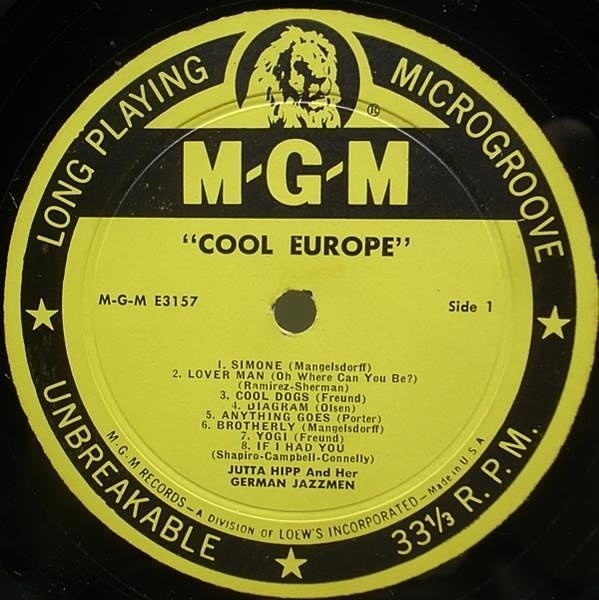 LONG PLAYING
MICROGROOVE
®
M-G-M
"COOL EUROPE"
M-G-M E3157
Side 1
1. SIMONE (Mangelsdorff)
2. LOVER MAN (Oh Where Can You Be?)
(Ramirez-Sherman)
3. COOL DOGS (Freund)
4. DIAGRAM (Olsen)
5. ANYTHING GOES (Porter)
6. BROTHERLY (Mangelsdorf)
7. YOGI (Freund)
8. IF I HAD YOU
(Shapiro-Campbell-Connelly)
JUTTA HIPP And Her
GERMAN JAZZMEN
M-G-M RECORDS—A DIVISION OF LOEW'S INCORPORATED—Made in U.S.A
UNBREAKABLE
33⅓ R.P.M.